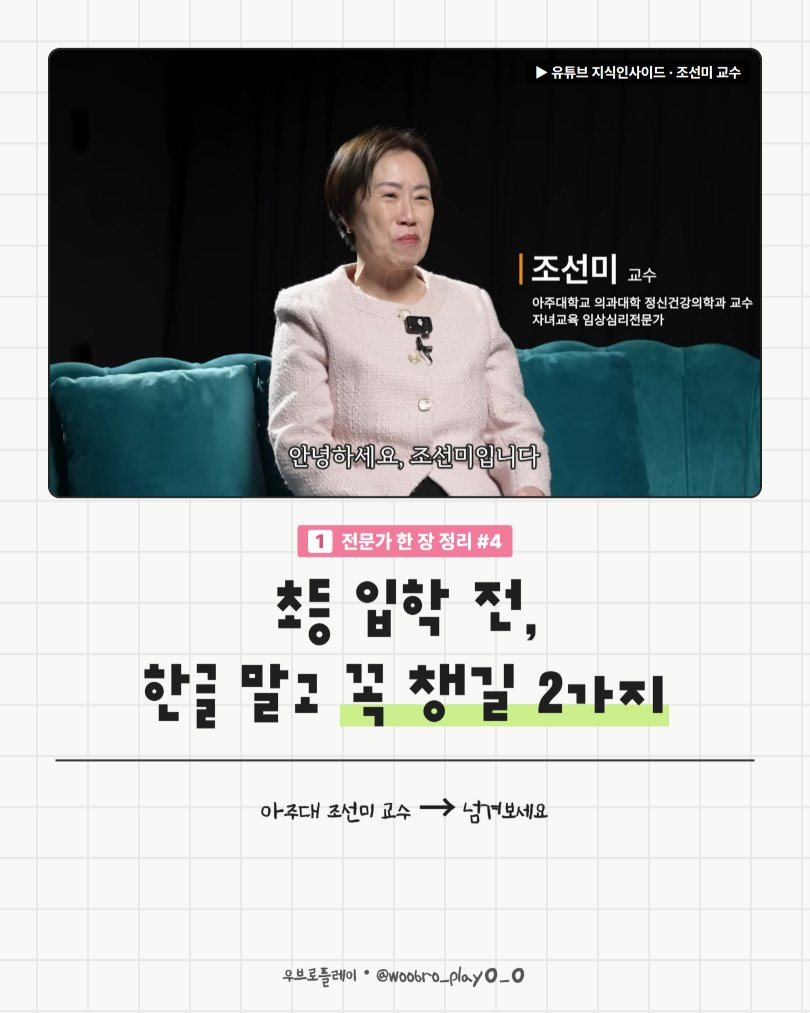 ▶ 유튜브 지식인사이드 · 조선미 교수
조선미 교수
아주대학교 의과대학 정신건강의학과 교수
자녀교육 임상심리전문가
안녕하세요, 조선미입니다
1 전문가 한 장 정리 #4
초등 입학 전,
한글 말고 꼭 챙길 2가지
아주대 조선미 교수 → 넘겨보세요
우브로플레이 • @woobro_play0_0